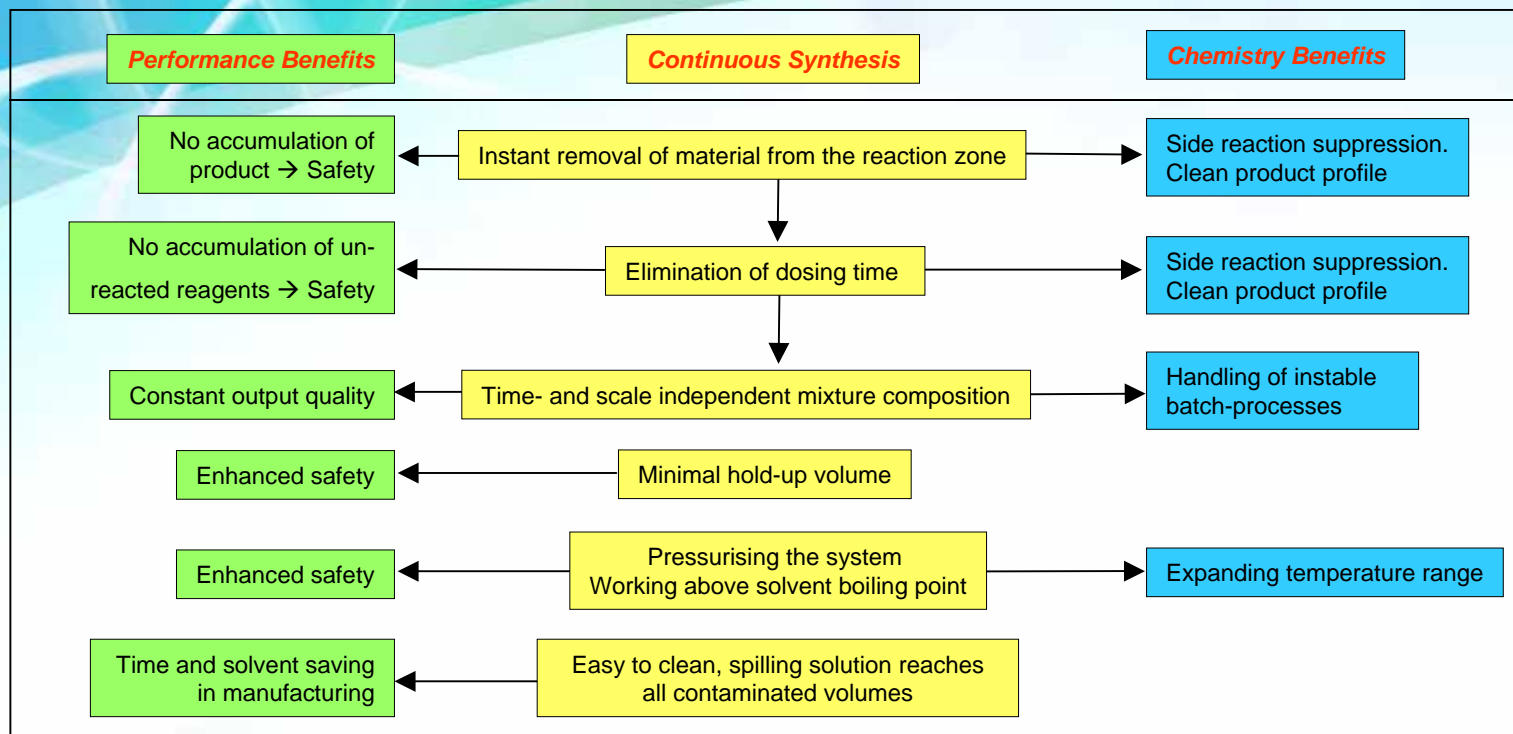 Performance Benefits
Continuous Synthesis
Chemistry Benefits
No accumulation of
product → Safety
Instant removal of material from the reaction zone
Side reaction suppression.
Clean product profile
No accumulation of un-
reacted reagents → Safety
Elimination of dosing time
Side reaction suppression.
Clean product profile
Constant output quality
Time- and scale independent mixture composition
Handling of instable
batch-processes
Enhanced safety
Minimal hold-up volume
Enhanced safety
Pressurising the system
Working above solvent boiling point
Expanding temperature range
Time and solvent saving
in manufacturing
Easy to clean, spilling solution reaches
all contaminated volumes